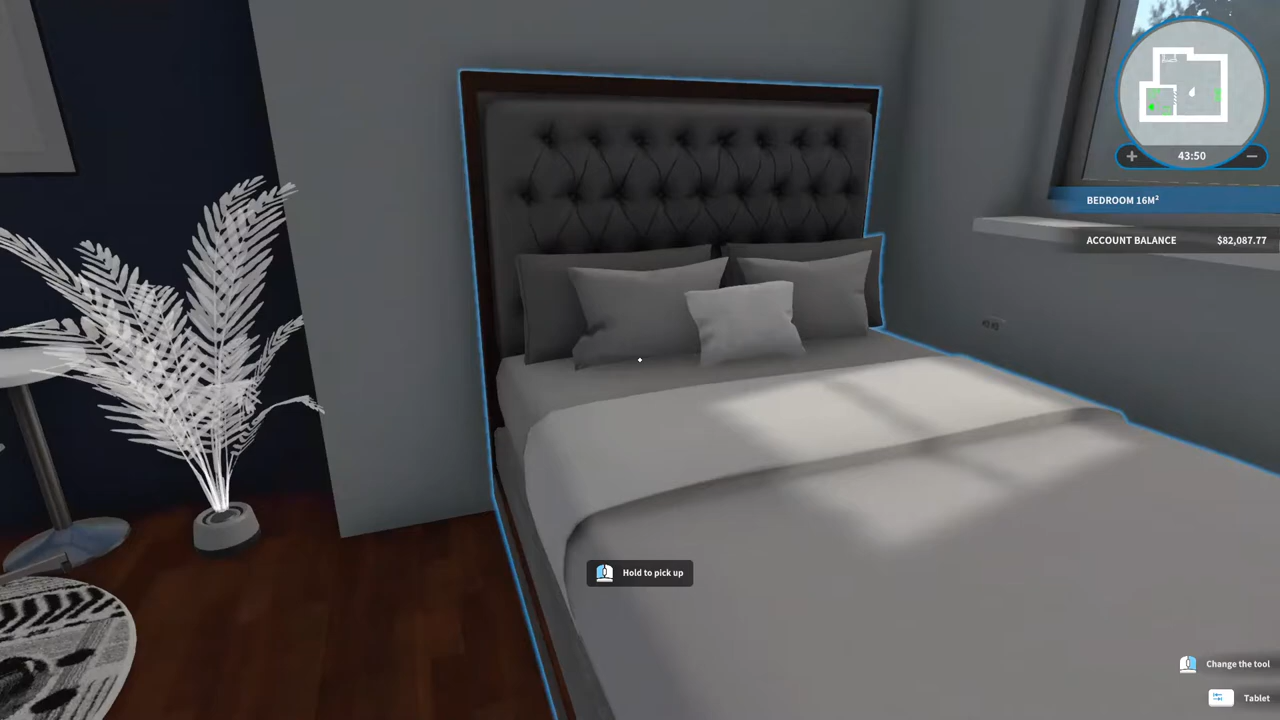 43:50
BEDROOM 16M²
ACCOUNT BALANCE $82,087.77
Hold to pick up
Change the tool
Tablet